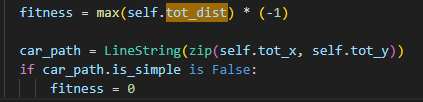 fitness = max(self.tot_dist) * (-1)
car_path = LineString(zip(self.tot_x, self.tot_y))
if car_path.is_simple is False:
fitness = 0